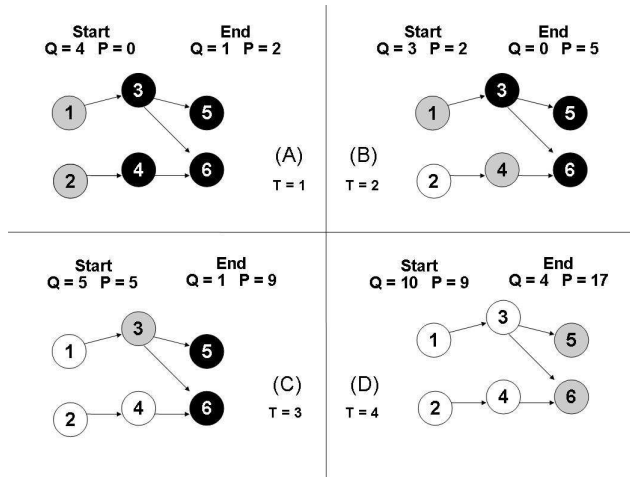 Start End
Q = 4 P = 0 Q = 1 P = 2
3
1 5
2 4 6
(A)
T = 1
Start End
Q = 3 P = 2 Q = 0 P = 5
3
1 5
2 4 6
(B)
T = 2
Start End
Q = 5 P = 5 Q = 1 P = 9
3
1 5
2 4 6
(C)
T = 3
Start End
Q = 10 P = 9 Q = 4 P = 17
3
1 5
2 4 6
(D)
T = 4